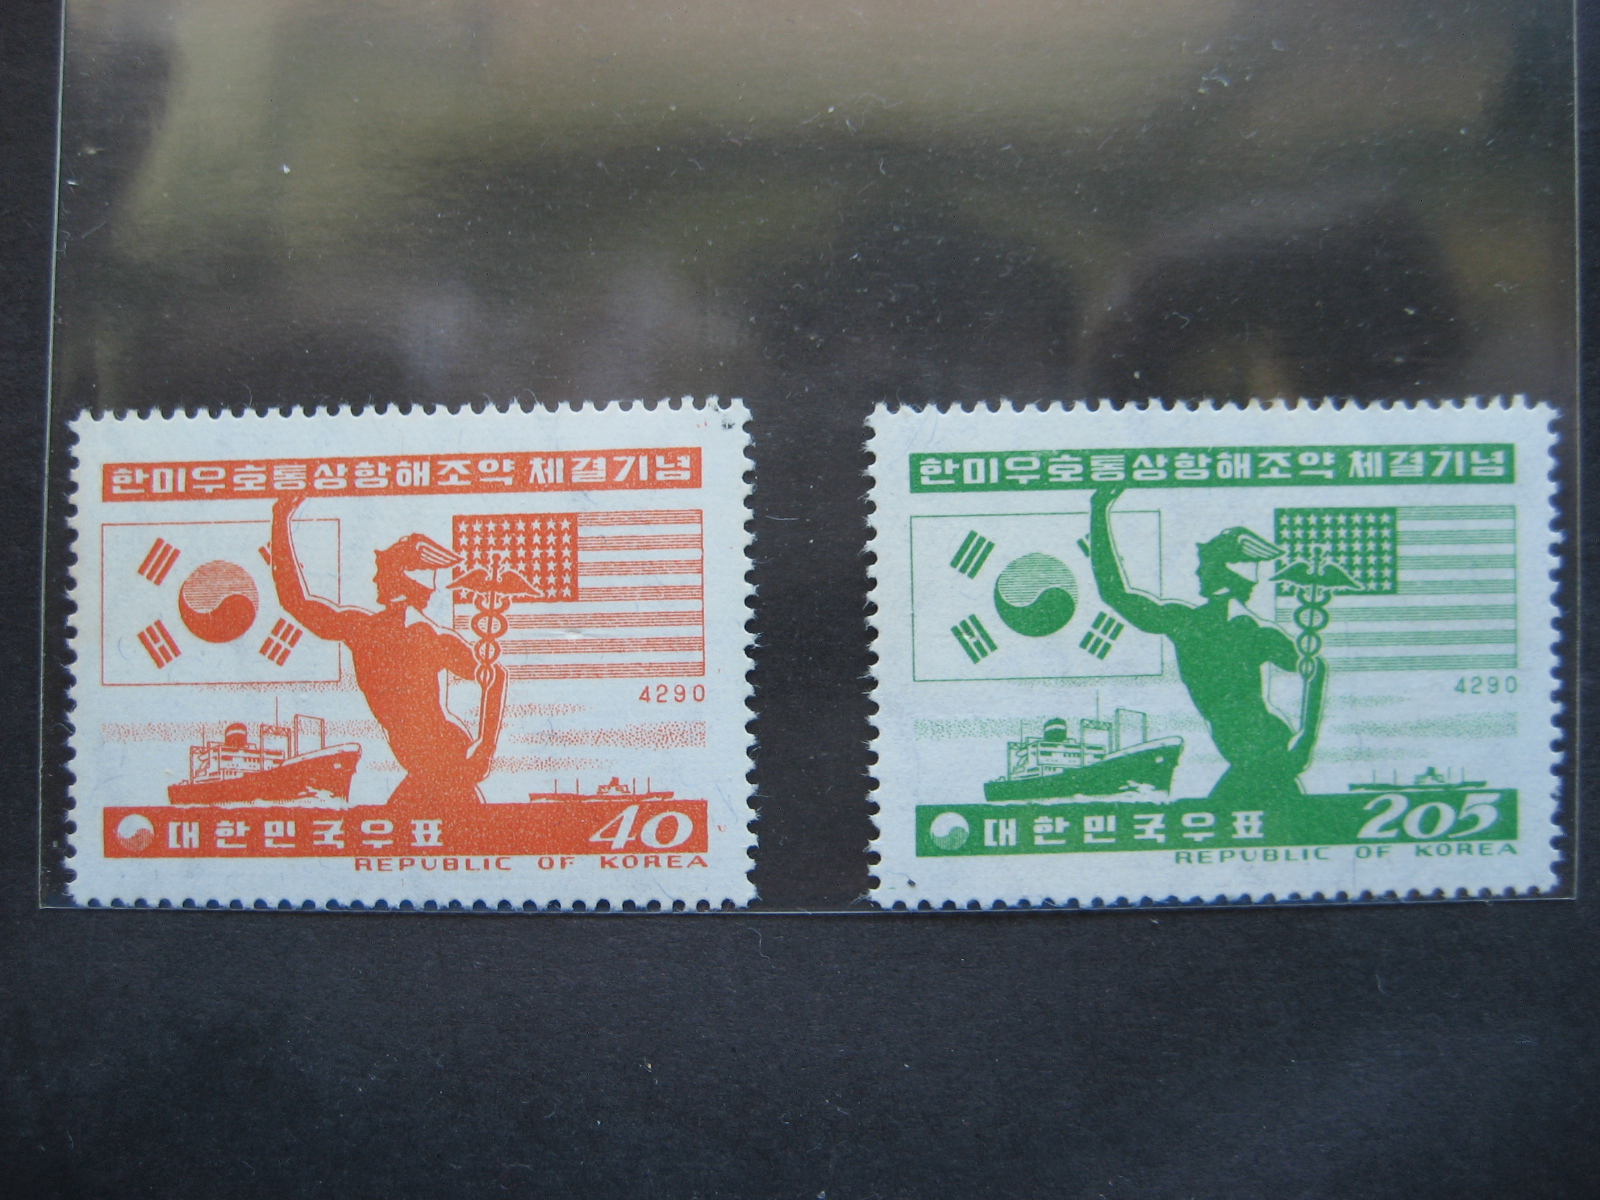 한미우호통상항해조약 체결기념
4290
대한민국우표 40
REPUBLIC OF KOREA
한미우호통상항해조약 체결기념
4290
대한민국우표 205
REPUBLIC OF KOREA